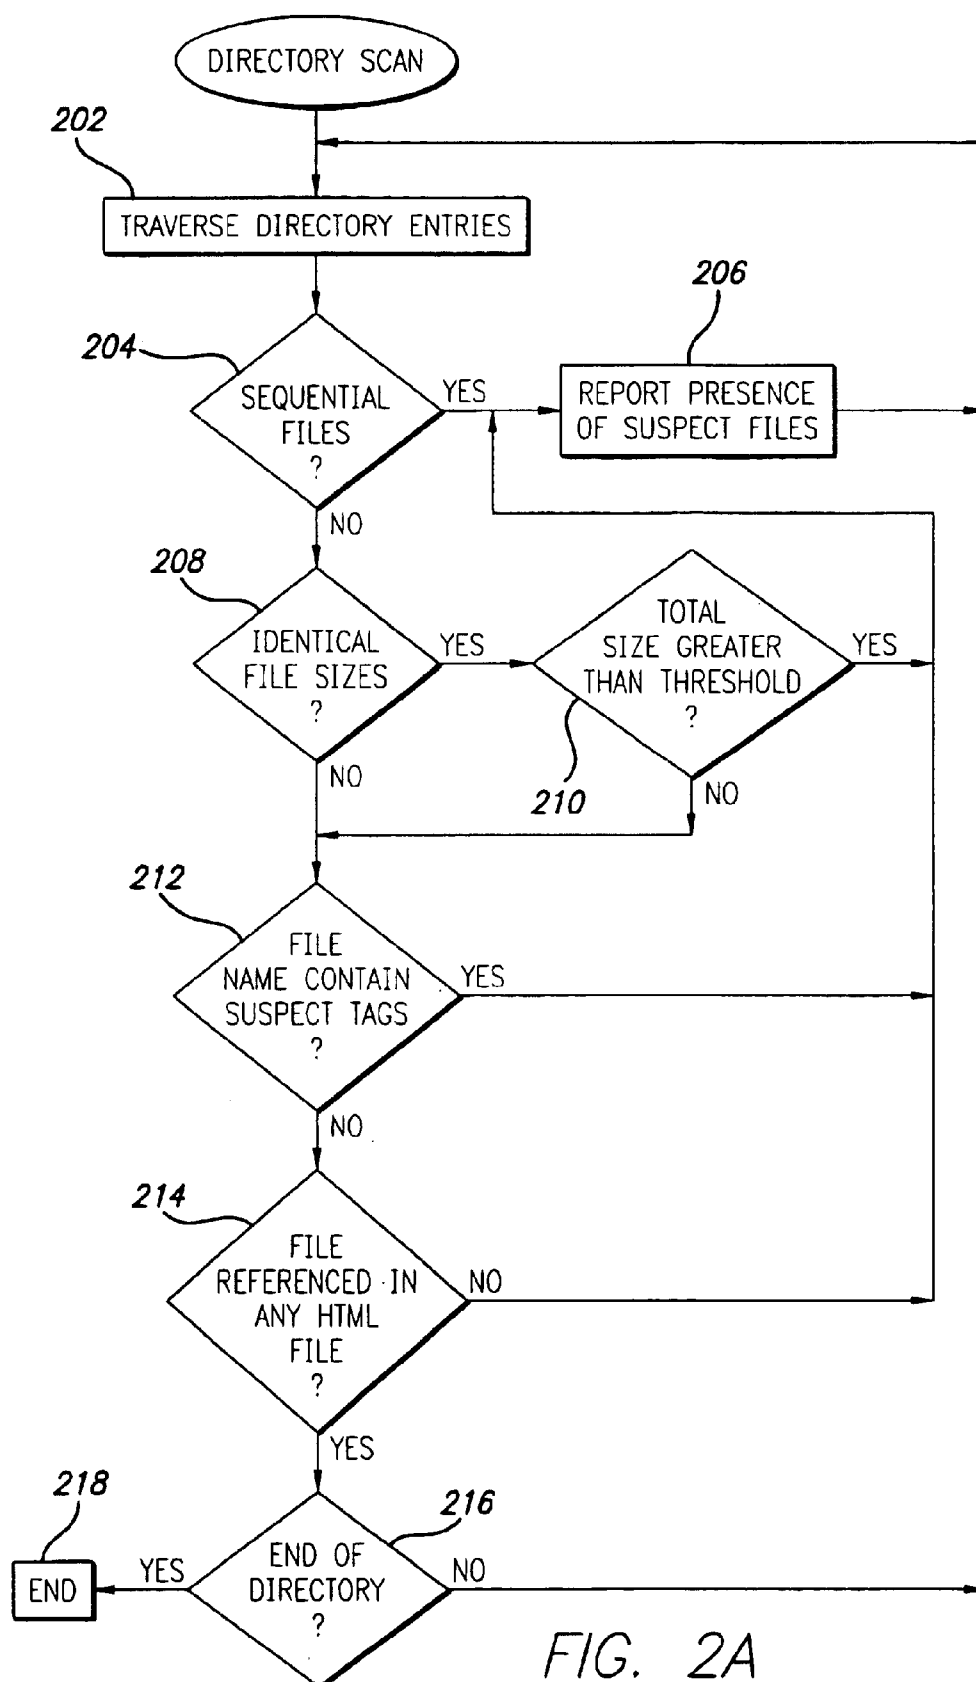 DIRECTORY SCAN
202
TRAVERSE DIRECTORY ENTRIES
204
SEQUENTIAL
FILES
?
YES
NO
206
REPORT PRESENCE
OF SUSPECT FILES
208
IDENTICAL
FILE SIZES
?
YES
NO
TOTAL
SIZE GREATER
THAN THRESHOLD
?
YES
210
NO
212
FILE
NAME CONTAIN
SUSPECT TAGS
?
YES
NO
214
FILE
REFERENCED IN
ANY HTML
FILE
?
NO
YES
218
END
YES
216
END OF
DIRECTORY
?
NO
FIG. 2A